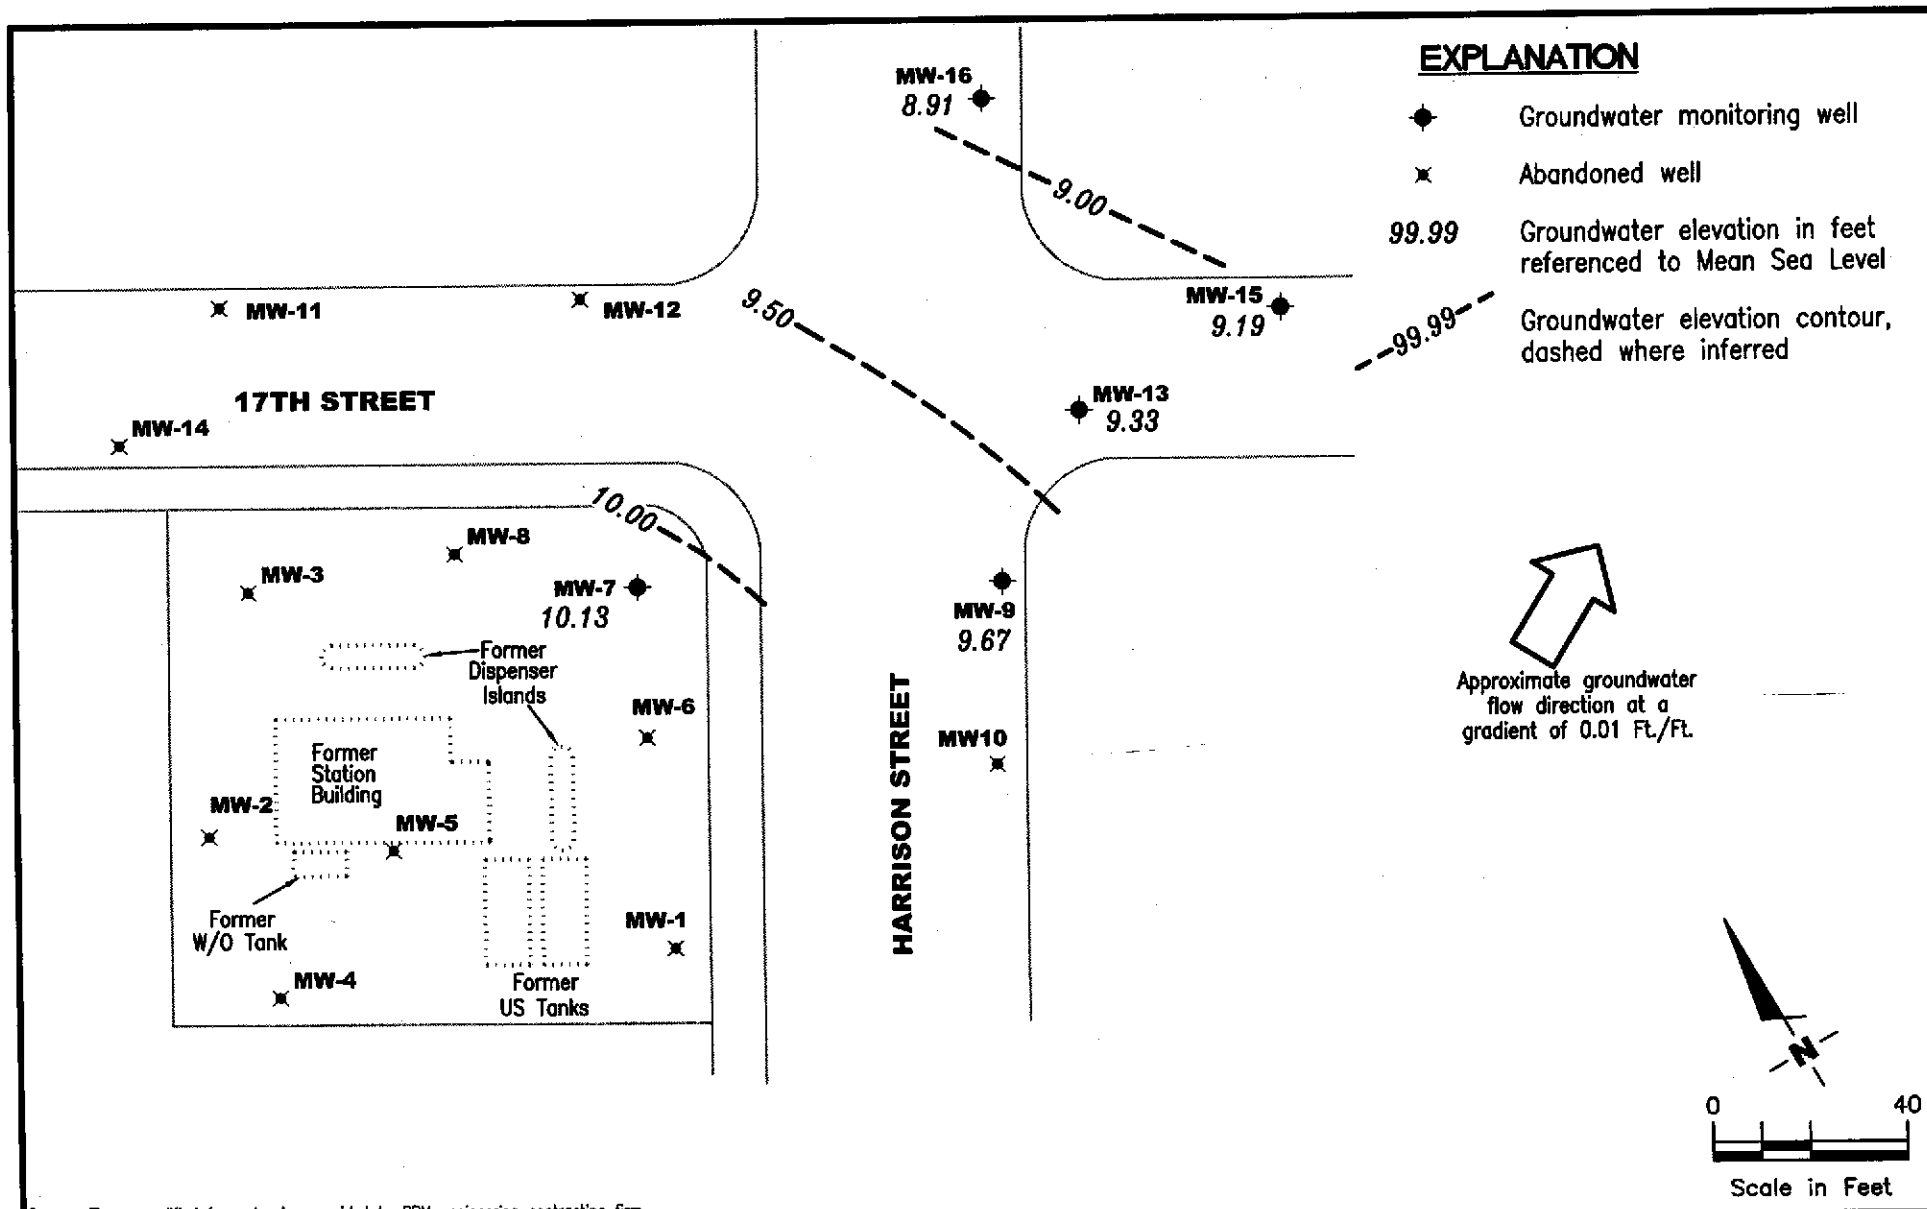 EXPLANATION
Groundwater monitoring well
Abandoned well
99.99
Groundwater elevation in feet
referenced to Mean Sea Level
99.99
Groundwater elevation contour,
dashed where inferred
MW-16
8.91
9.00
MW-15
9.19
9.50
MW-11
MW-12
MW-13
9.33
17TH STREET
MW-14
10.00
MW-8
MW-3
MW-7
10.13
MW-9
9.67
Former
Dispenser
Islands
MW-6
MW10
HARRISON STREET
Former
Station
Building
MW-2
MW-5
Former
W/O Tank
MW-1
MW-4
Former
US Tanks
Approximate groundwater
flow direction at a
gradient of 0.01 Ft./Ft.
N
0 40
Scale in Feet